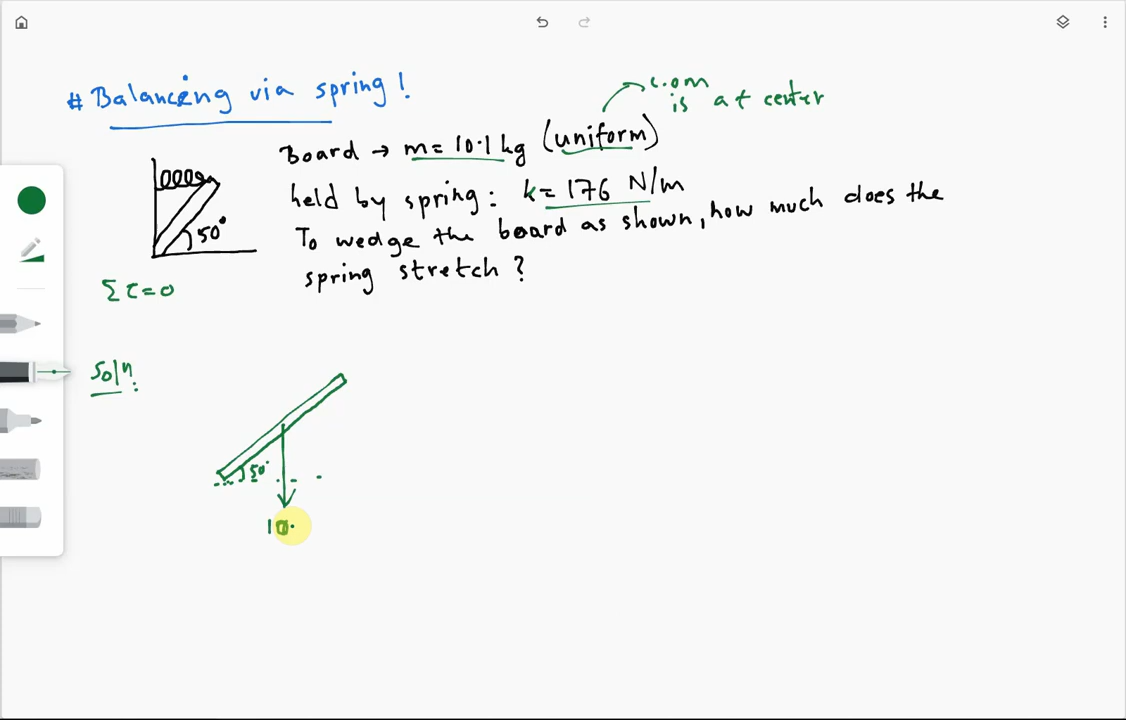 # Balancing via spring!
c.om
is at center
Board → m= 10.1 kg (uniform)
held by spring: k= 176 N/m
50°
To wedge the board as shown, how much does the
spring stretch?
Στ=0
Soln:
50°
10.